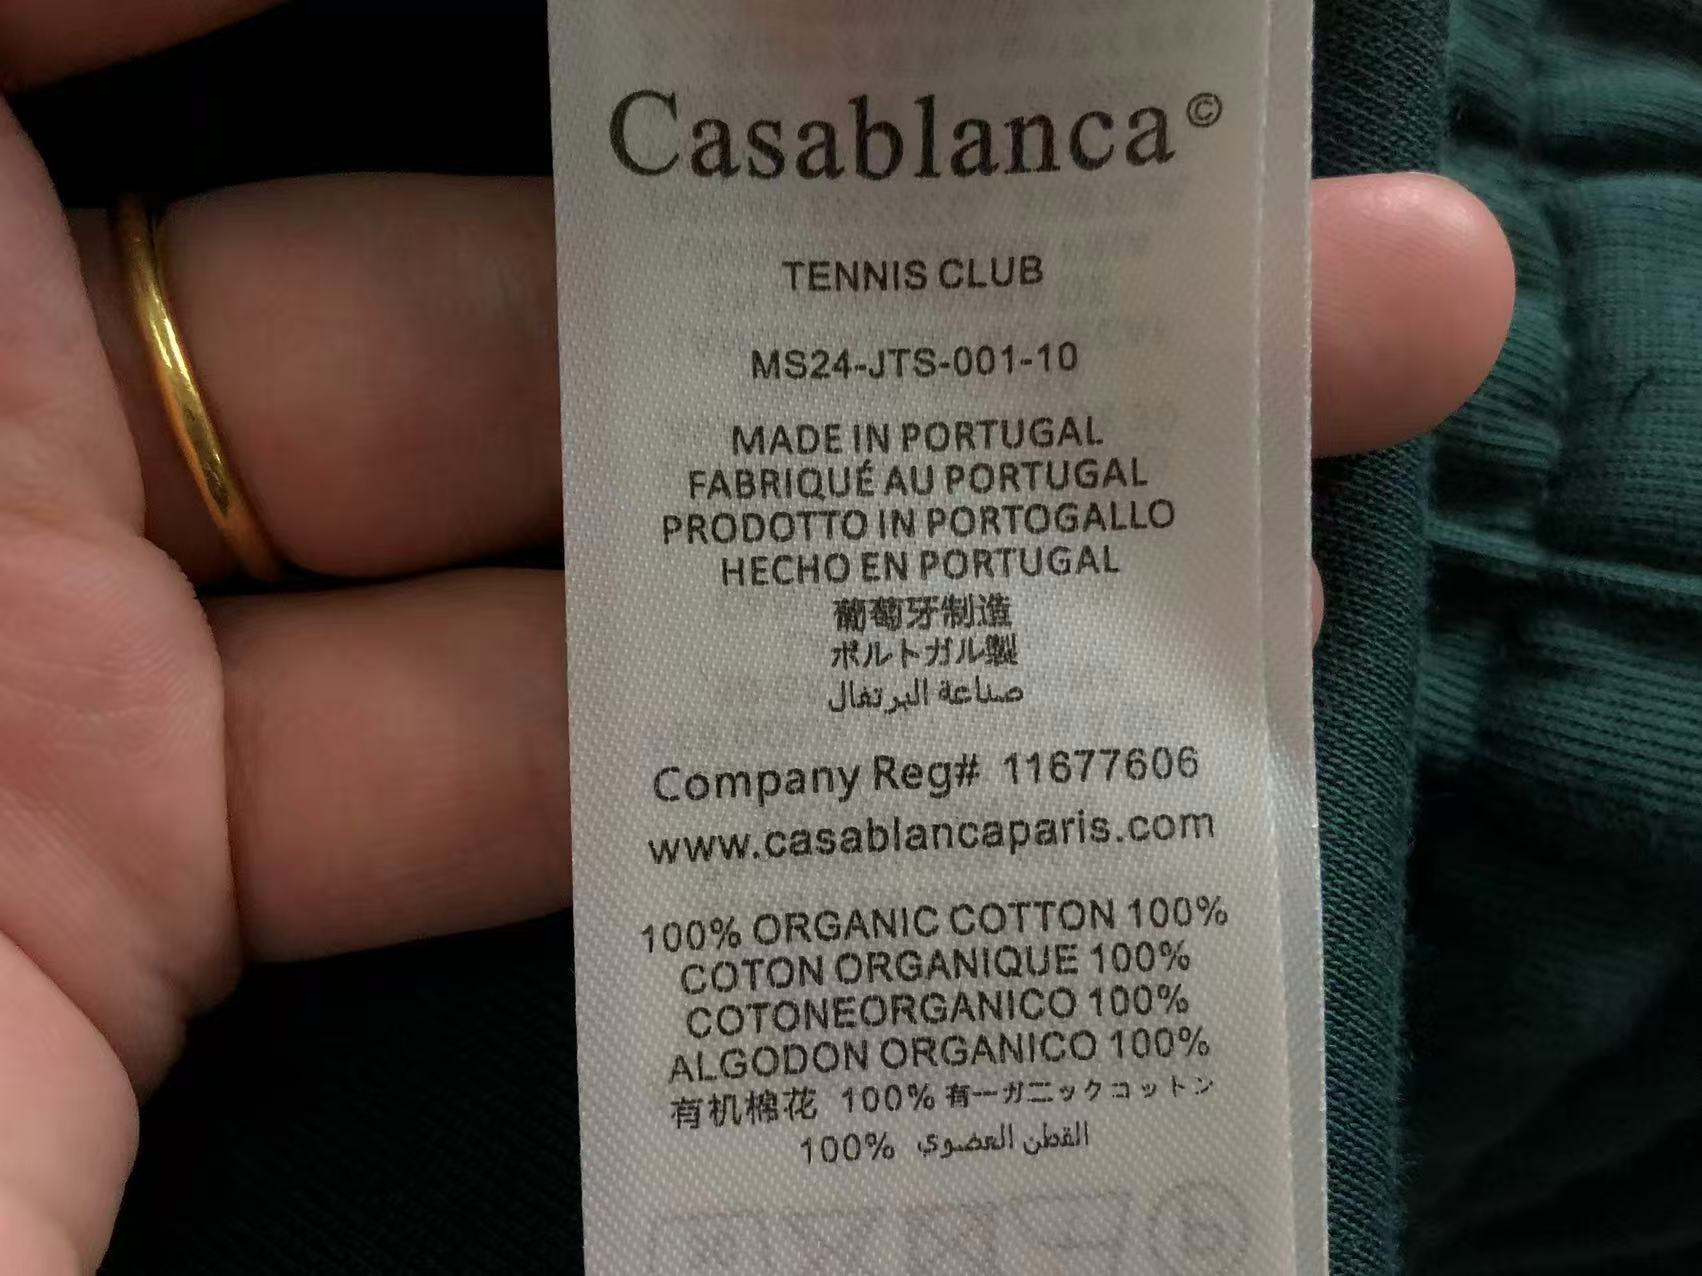 Casablanca©
TENNIS CLUB
MS24-JTS-001-10
MADE IN PORTUGAL
FABRIQUÉ AU PORTUGAL
PRODOTTO IN PORTOGALLO
HECHO EN PORTUGAL
葡萄牙制造
ポルトガル製
صناعة البرتغال
Company Reg# 11677606
www.casablancaparis.com
100% ORGANIC COTTON 100%
COTON ORGANIQUE 100%
COTONEORGANICO 100%
ALGODON ORGANICO 100%
有机棉花 100% 有一ガニックコットン
100% القطن العضوي